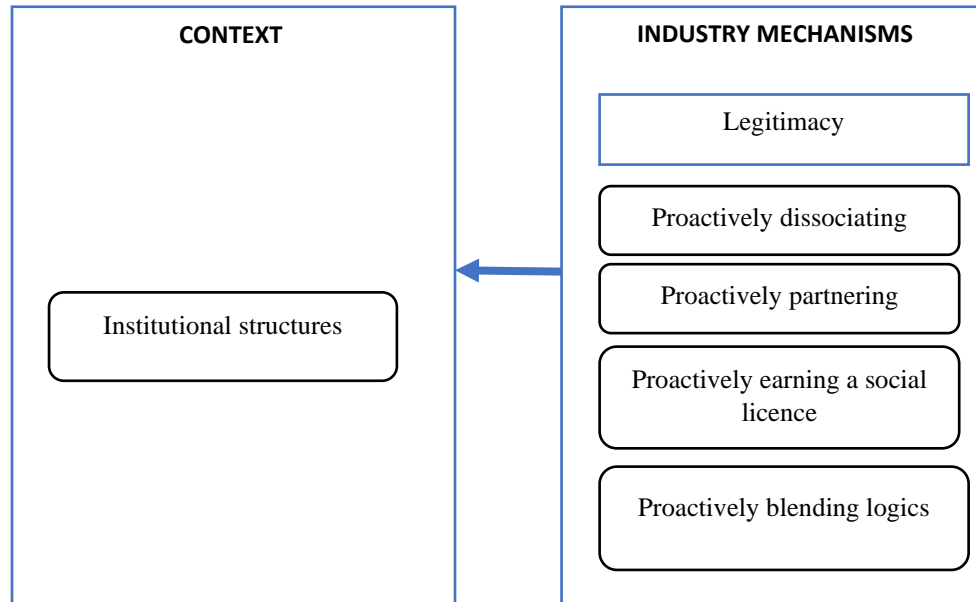 CONTEXT
Institutional structures
INDUSTRY MECHANISMS
Legitimacy
Proactively dissociating
Proactively partnering
Proactively earning a social
licence
Proactively blending logics